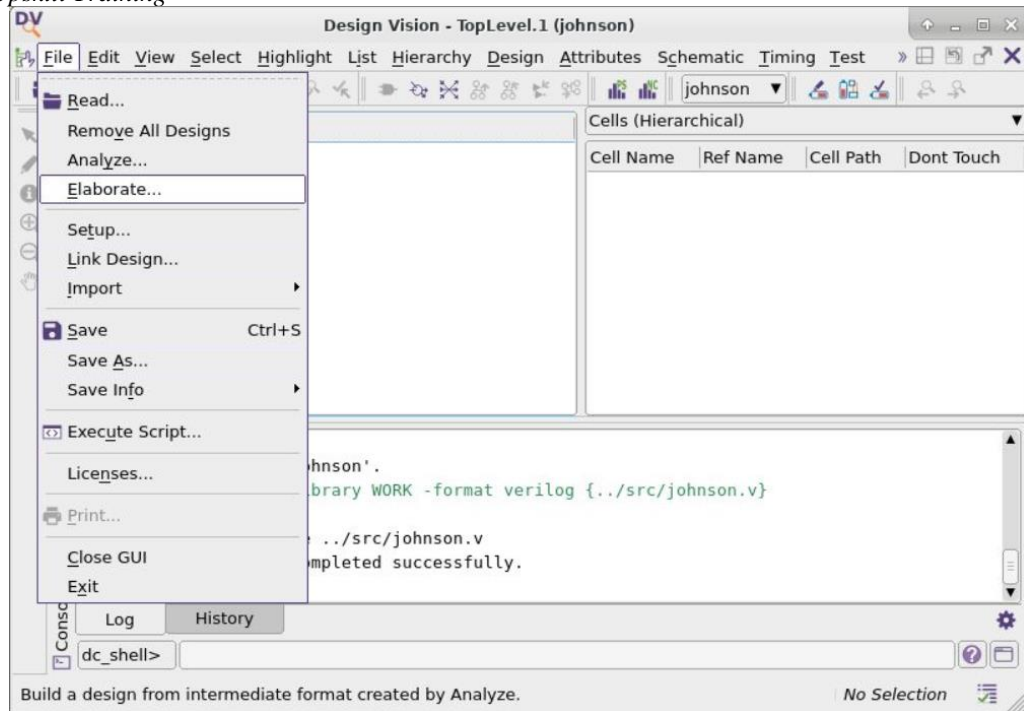 DV
Design Vision - TopLevel.1 (johnson)
File Edit View Select Highlight List Hierarchy Design Attributes Schematic Timing Test »
johnson
Read...
Remove All Designs
Analyze...
Elaborate...
Setup...
Link Design...
Import
Save Ctrl+S
Save As...
Save Info
Execute Script...
Licenses...
Print...
Close GUI
Exit
Cells (Hierarchical)
Cell Name Ref Name Cell Path Dont Touch
hnson'.
brary WORK -format verilog {../src/johnson.v}
../src/johnson.v
mpleted successfully.
Log History
dc_shell>
Build a design from intermediate format created by Analyze. No Selection